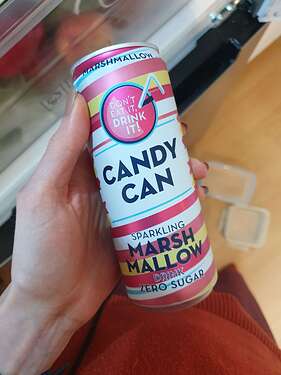 MARSHMALLOW
DON'T
EAT IT,
DRINK
IT!
CANDY
CAN
SPARKLING
MARSH
MALLOW
DRINK
ZERO SUGAR